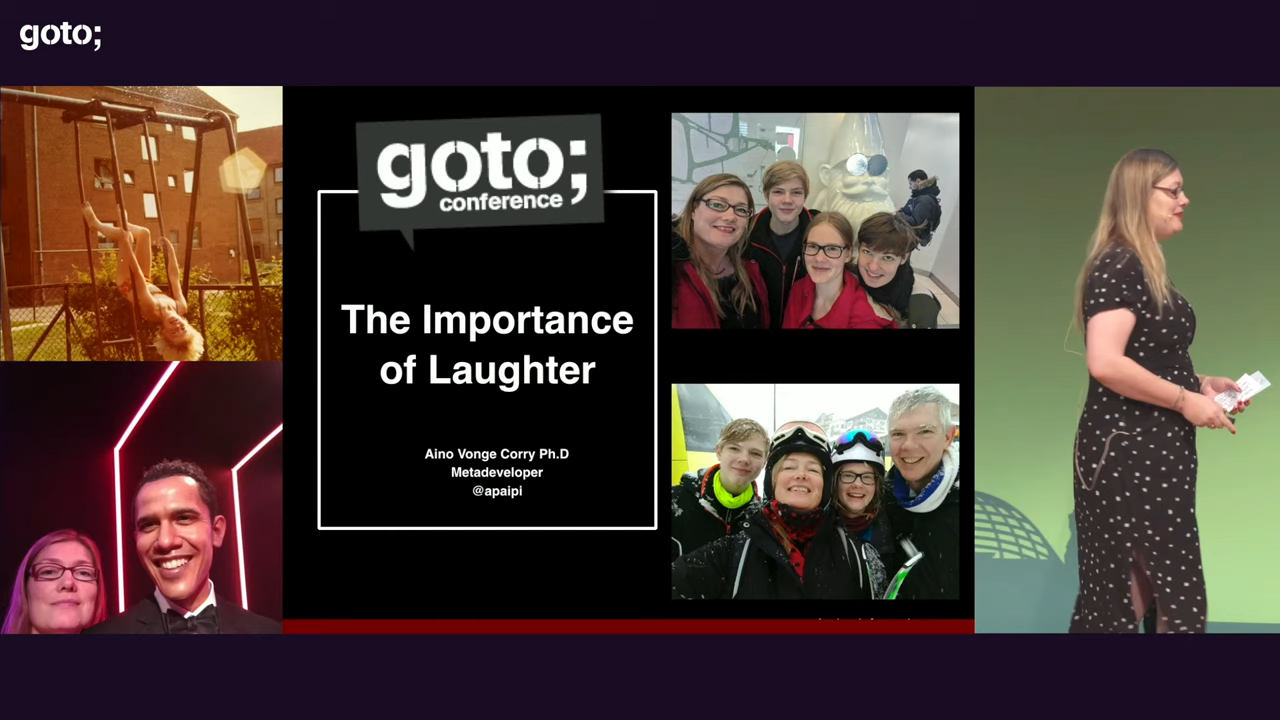 goto;
goto;
conference
The Importance
of Laughter
Aino Vonge Corry Ph.D
Metadeveloper
@apaipi